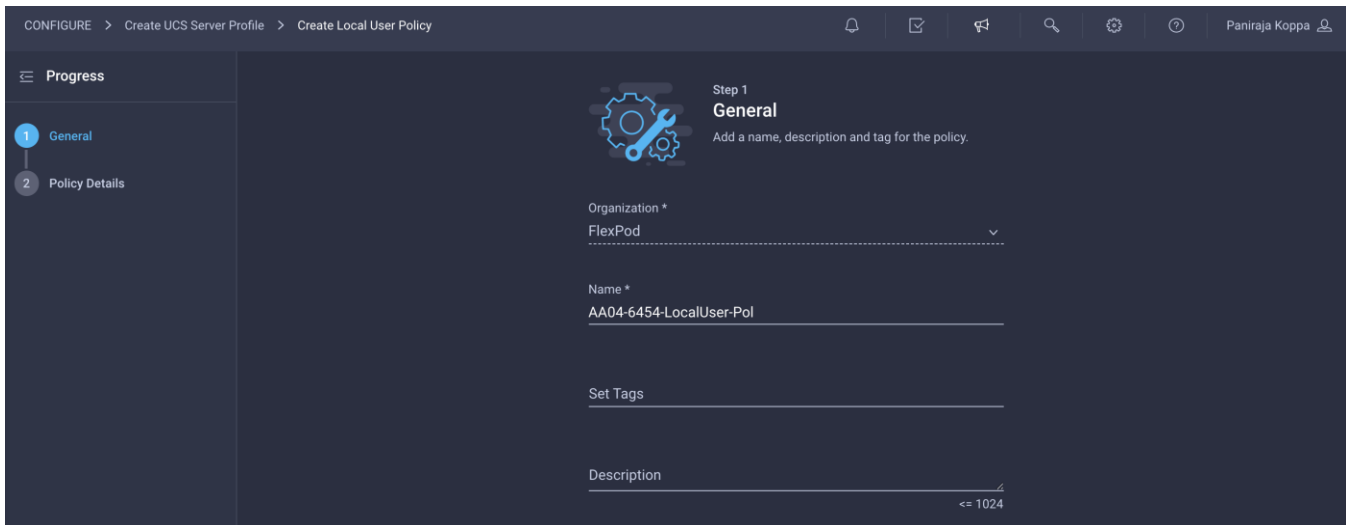 CONFIGURE > Create UCS Server Profile > Create Local User Policy
Paniraja Koppa
Progress
1 General
2 Policy Details
Step 1
General
Add a name, description and tag for the policy.
Organization *
FlexPod
Name *
AA04-6454-LocalUser-Pol
Set Tags
Description
<= 1024